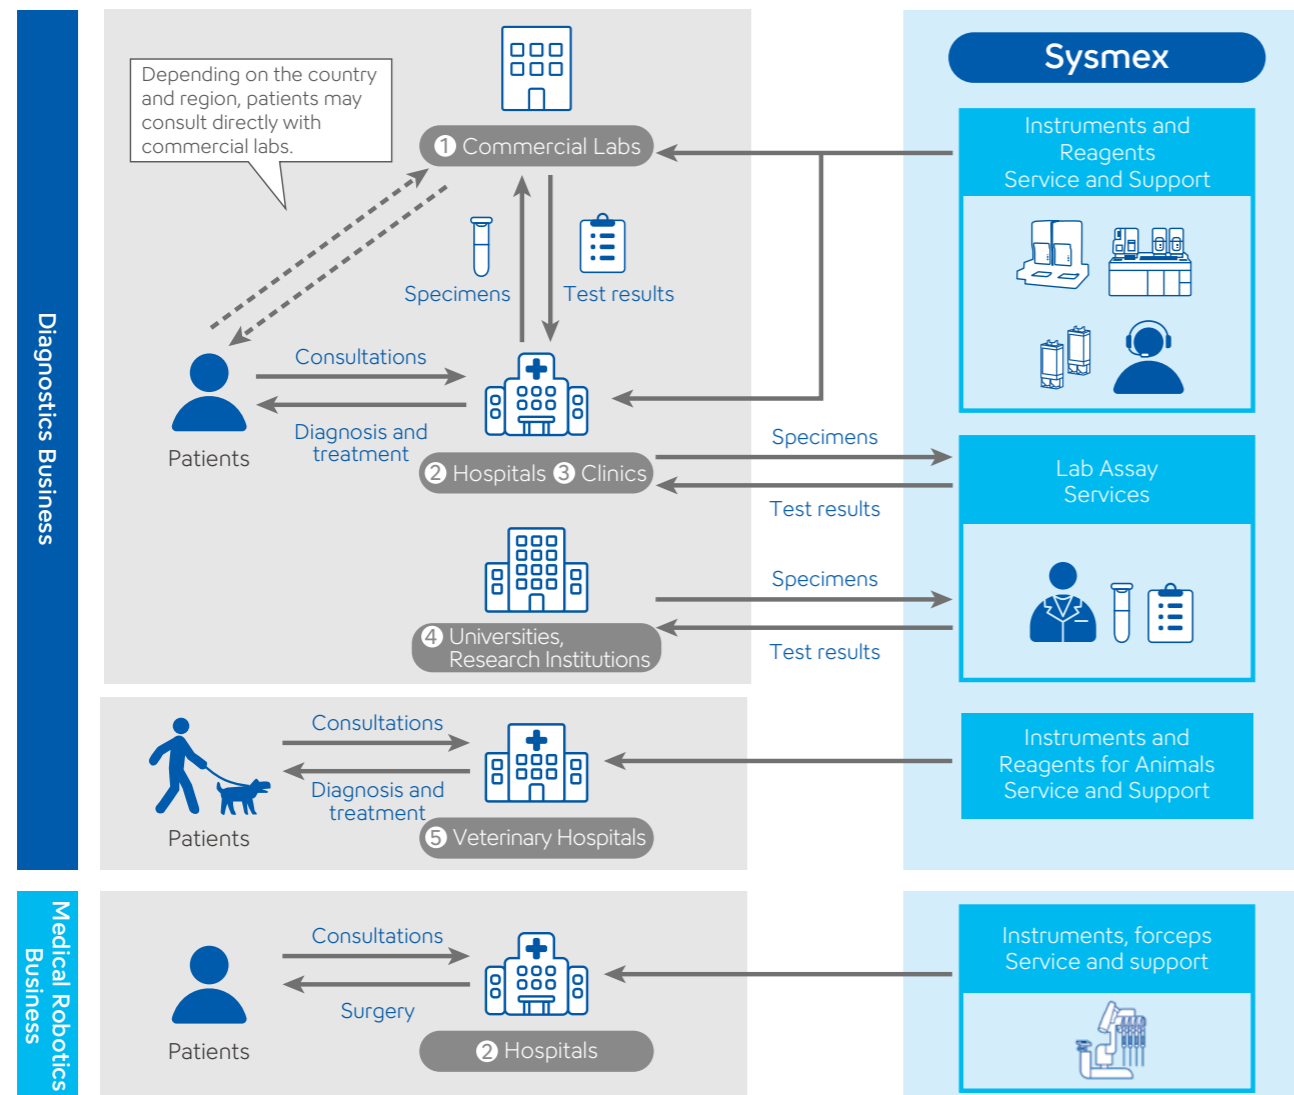 Diagnostics Business
Depending on the country
and region, patients may
consult directly with
commercial labs.
1 Commercial Labs
Specimens
Test results
Patients
Consultations
Diagnosis and
treatment
2 Hospitals 3 Clinics
4 Universities,
Research Institutions
Specimens
Test results
Specimens
Test results
Sysmex
Instruments and
Reagents
Service and Support
Lab Assay
Services
Patients
Consultations
Diagnosis and
treatment
5 Veterinary Hospitals
Instruments and
Reagents for Animals
Service and Support
Medical Robotics
Business
Patients
Consultations
Surgery
2 Hospitals
Instruments, forceps
Service and support